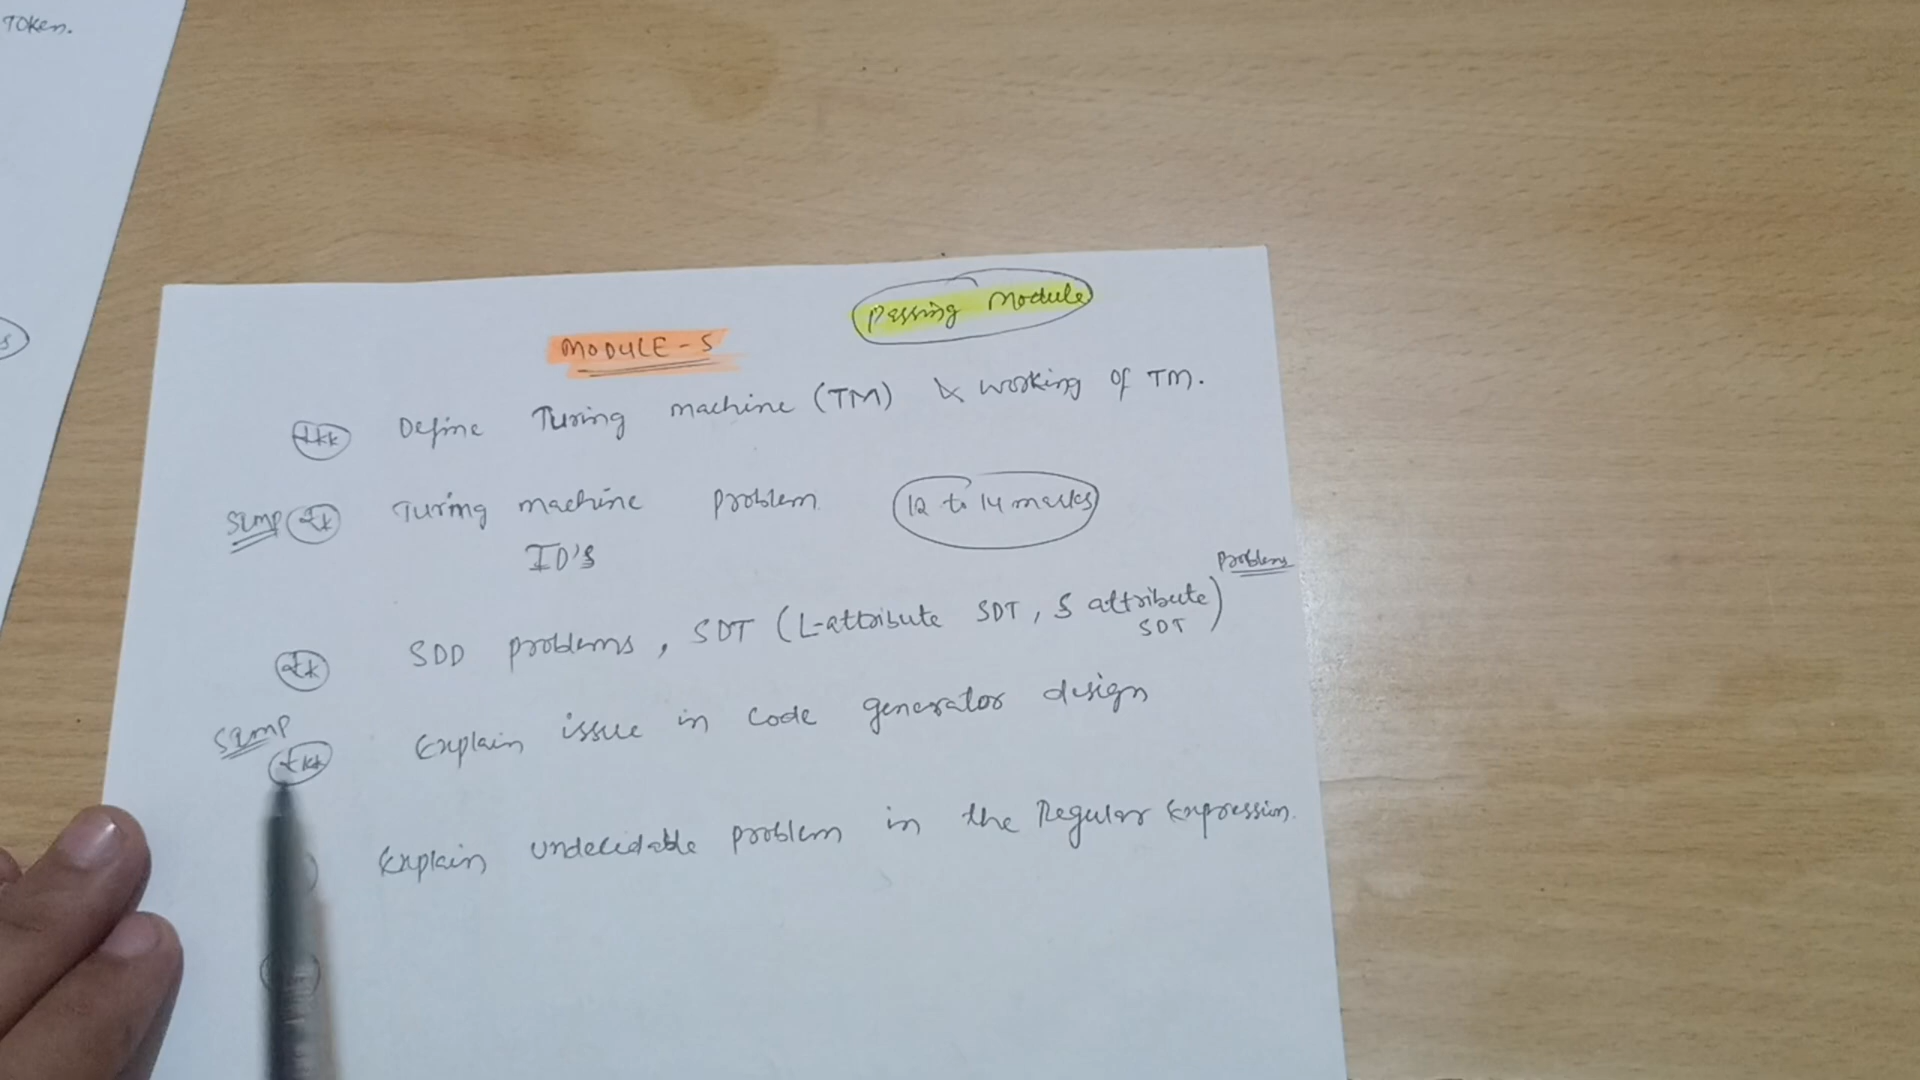 Token.
s
Passing Module
MODULE - 5
Define Turing machine (TM) & working of TM.
SIMP Turing machine problem 12 to 14 marks
ID's
Problems
SDD problems, SDT (L-attribute SDT, S attribute SDT)
SIMP
Explain issue in code generator design
Explain undecidable problem in the Regular Expression.